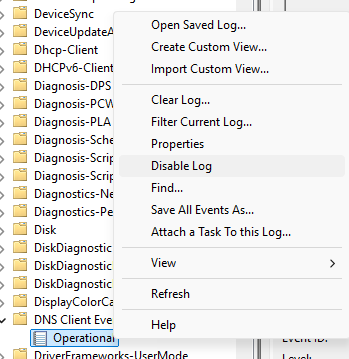 DeviceSync
DeviceUpdateA
Dhcp-Client
DHCPv6-Client
Diagnosis-DPS
Diagnosis-PCW
Diagnosis-PLA
Diagnosis-Sche
Diagnosis-Scrip
Diagnosis-Scrip
Diagnostics-Ne
Diagnostics-Pe
Disk
DiskDiagnostic
DiskDiagnostic
DiskDiagnostic
DisplayColorCa
DNS Client Eve
Operational
DriverFrameworks-UserMode
Open Saved Log...
Create Custom View...
Import Custom View...
Clear Log...
Filter Current Log...
Properties
Disable Log
Find...
Save All Events As...
Attach a Task To this Log...
View
Refresh
Help
Event ID:
Level: